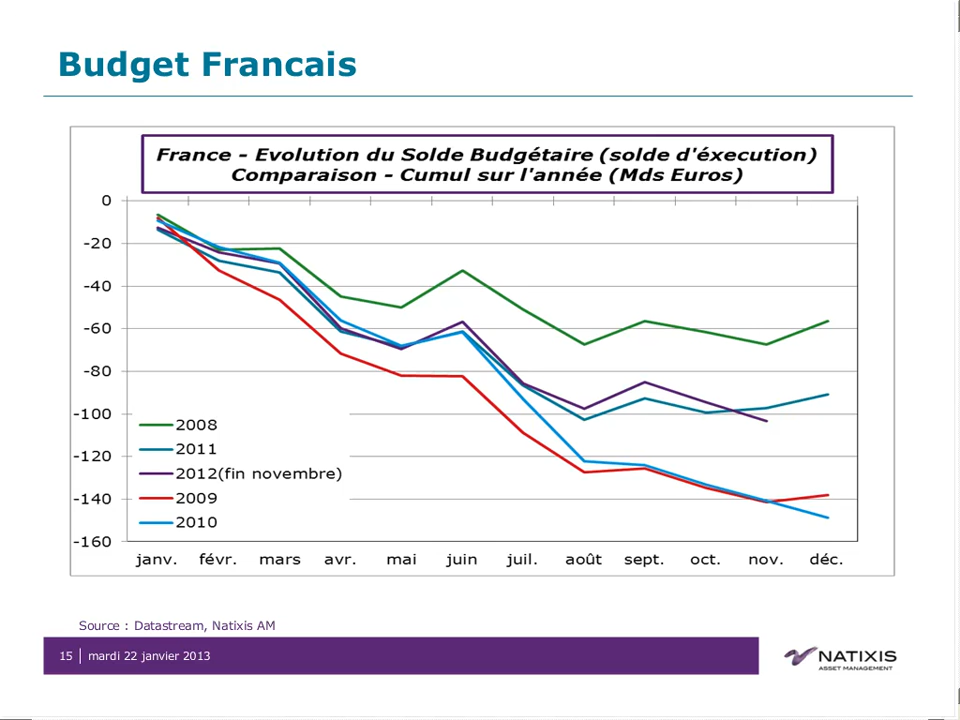 Budget Francais
France - Evolution du Solde Budgétaire (solde d'éxecution)
Comparaison - Cumul sur l'année (Mds Euros)
0
-20
-40
-60
-80
-100
-120
-140
-160
2008
2011
2012(fin novembre)
2009
2010
janv. févr. mars avr. mai juin juil. août sept. oct. nov. déc.
Source : Datastream, Natixis AM
15 mardi 22 janvier 2013
NATIXIS
ASSET MANAGEMENT